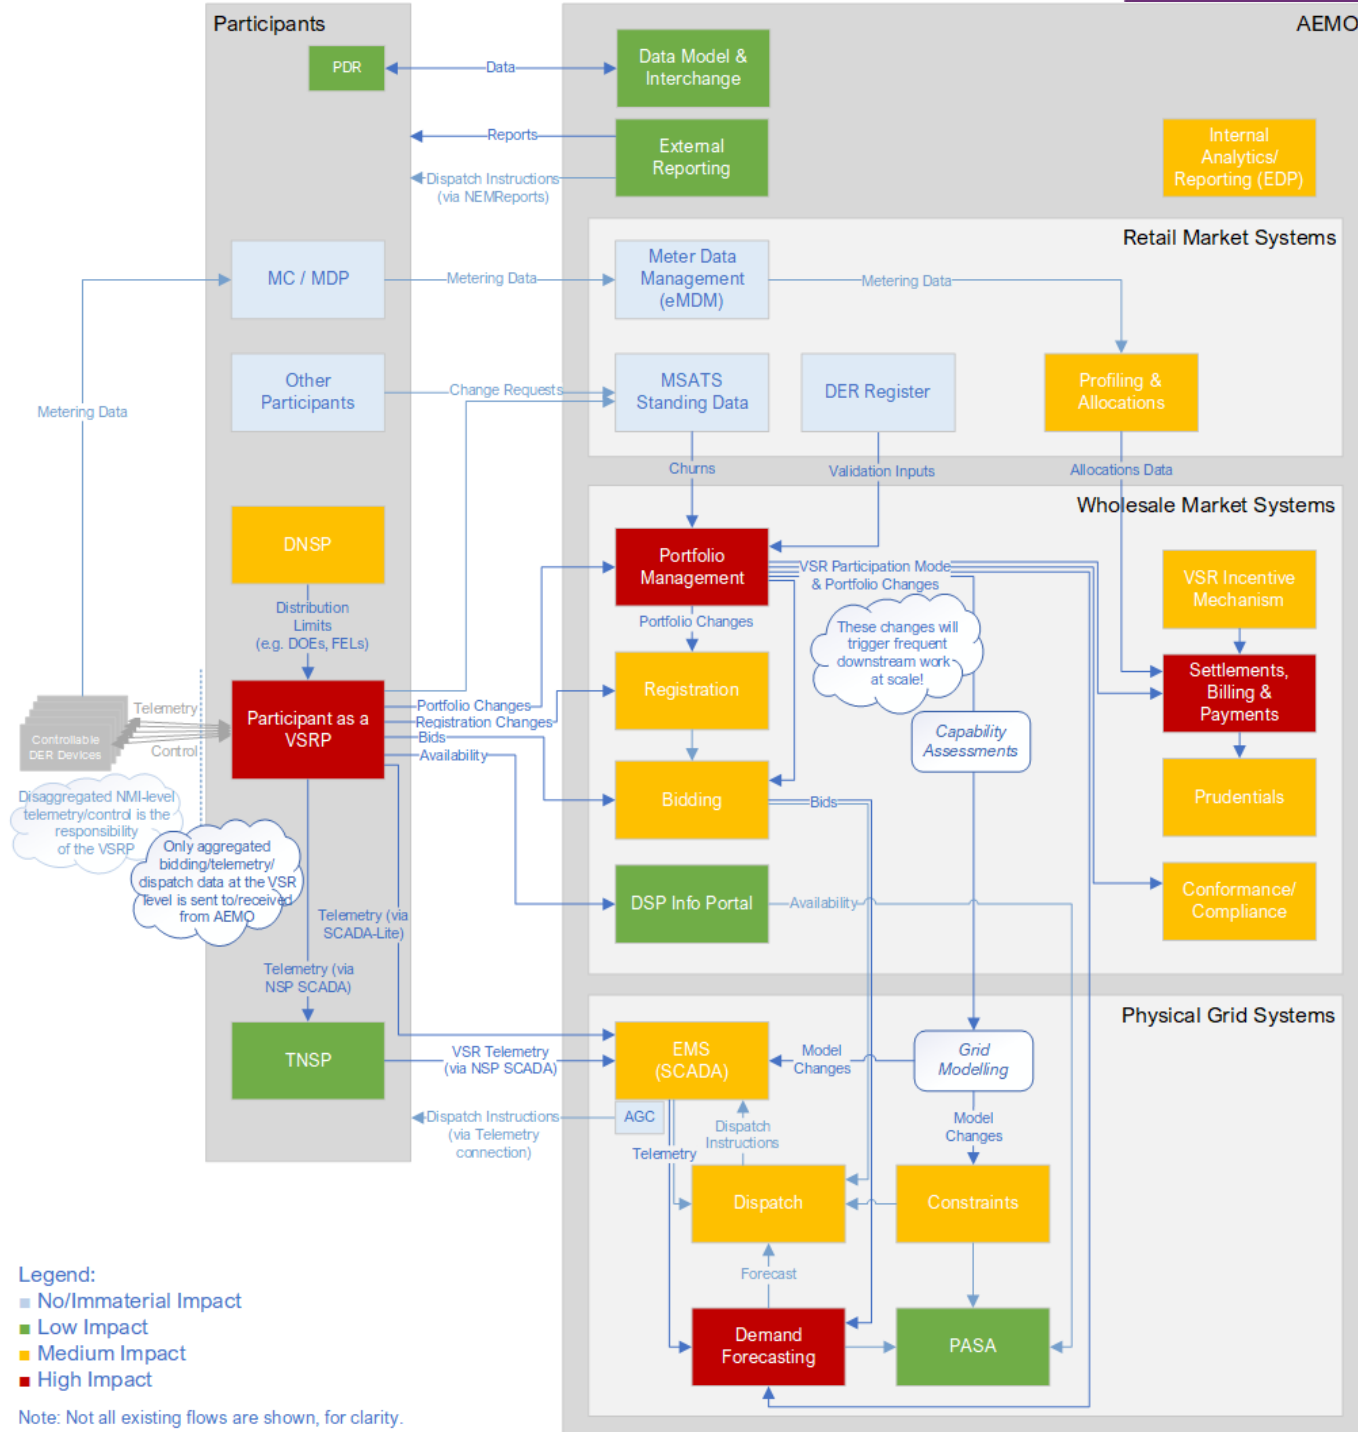 Participants
AEMO
PDR
Data
Data Model &
Interchange
Reports
External
Reporting
Dispatch Instructions
(via NEMReports)
Internal
Analytics/
Reporting (EDP)
Retail Market Systems
MC / MDP
Metering Data
Meter Data
Management
(eMDM)
Metering Data
Other
Participants
Change Requests
MSATS
Standing Data
DER Register
Profiling &
Allocations
Metering Data
Churns
Validation Inputs
Allocations Data
Wholesale Market Systems
DNSP
Distribution
Limits
(e.g. DOEs, FELs)
Portfolio
Management
VSR Participation Mode
& Portfolio Changes
VSR Incentive
Mechanism
Portfolio Changes
These changes will
trigger frequent
downstream work
at scale!
Registration
Settlements,
Billing &
Payments
Telemetry
Control
Controllable
DER Devices
Participant as a
VSRP
Portfolio Changes
Registration Changes
Bids
Availability
Capability
Assessments
Disaggregated NMI-level
telemetry/control is the
responsibility
of the VSRP
Bidding
Bids
Prudentials
Only aggregated
bidding/telemetry/
dispatch data at the VSR
level is sent to/received
from AEMO
Telemetry (via
SCADA-Lite)
DSP Info Portal
Availability
Conformance/
Compliance
Telemetry (via
NSP SCADA)
Physical Grid Systems
TNSP
VSR Telemetry
(via NSP SCADA)
EMS
(SCADA)
Model
Changes
Grid
Modelling
Dispatch Instructions
(via Telemetry
connection)
AGC
Dispatch
Instructions
Model
Changes
Telemetry
Dispatch
Constraints
Forecast
Demand
Forecasting
PASA
Legend:
No/Immaterial Impact
Low Impact
Medium Impact
High Impact
Note: Not all existing flows are shown, for clarity.